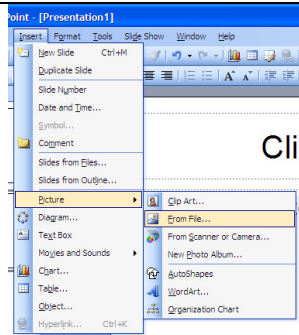 Point - [Presentation1]
Insert Format Tools Slide Show Window Help
New Slide Ctrl+M
Duplicate Slide
Slide Number
Date and Time...
Symbol...
Comment
Slides from Files...
Slides from Outline...
Picture
Diagram...
Text Box
Movies and Sounds
Chart...
Table...
Object...
Hyperlink... Ctrl+K
Clip Art...
From File...
From Scanner or Camera...
New Photo Album...
AutoShapes
WordArt...
Organization Chart
Cli